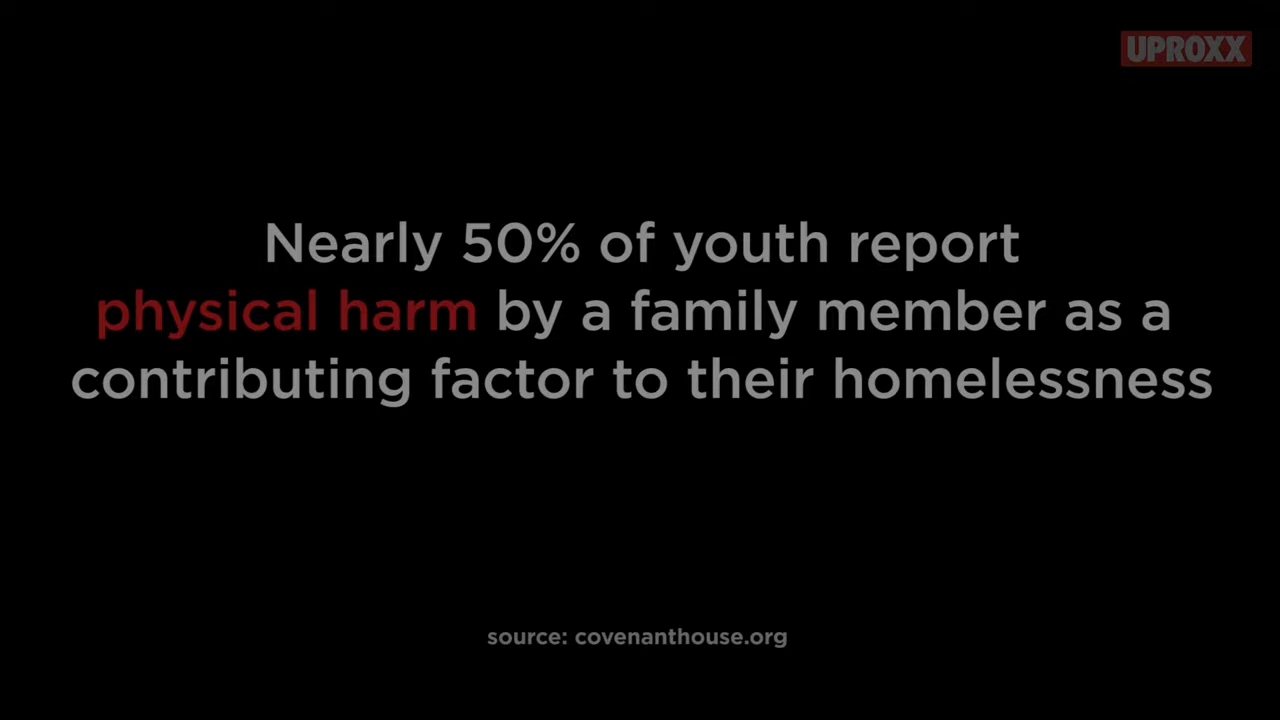 UPROXX
Nearly 50% of youth report
physical harm by a family member as a
contributing factor to their homelessness
source: covenanthouse.org